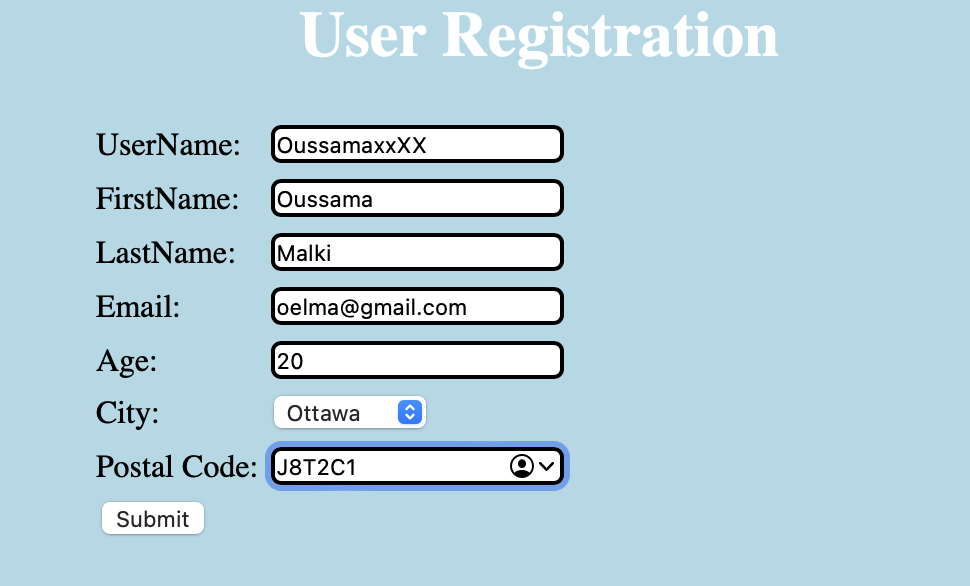 User Registration
UserName: OussamaxxXX
FirstName: Oussama
LastName: Malki
Email: oelma@gmail.com
Age: 20
City: Ottawa
Postal Code: J8T2C1
Submit